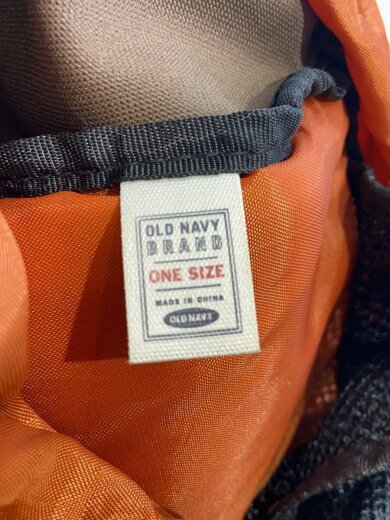 OLD NAVY
BRAND
ONE SIZE
MADE IN CHINA
OLD NAVY